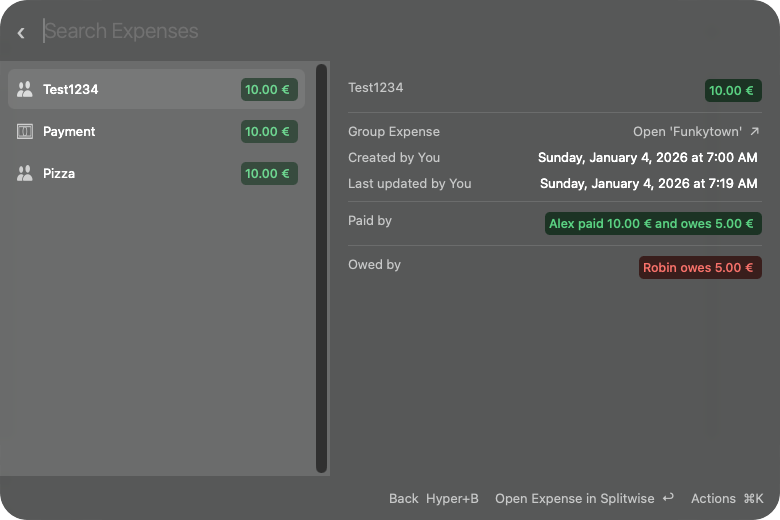 Search Expenses
Test1234 10.00 €
Payment 10.00 €
Pizza 10.00 €
Test1234 10.00 €
Group Expense Open 'Funkytown' ↗
Created by You Sunday, January 4, 2026 at 7:00 AM
Last updated by You Sunday, January 4, 2026 at 7:19 AM
Paid by Alex paid 10.00 € and owes 5.00 €
Owed by Robin owes 5.00 €
Back Hyper+B Open Expense in Splitwise ↩ Actions ⌘K